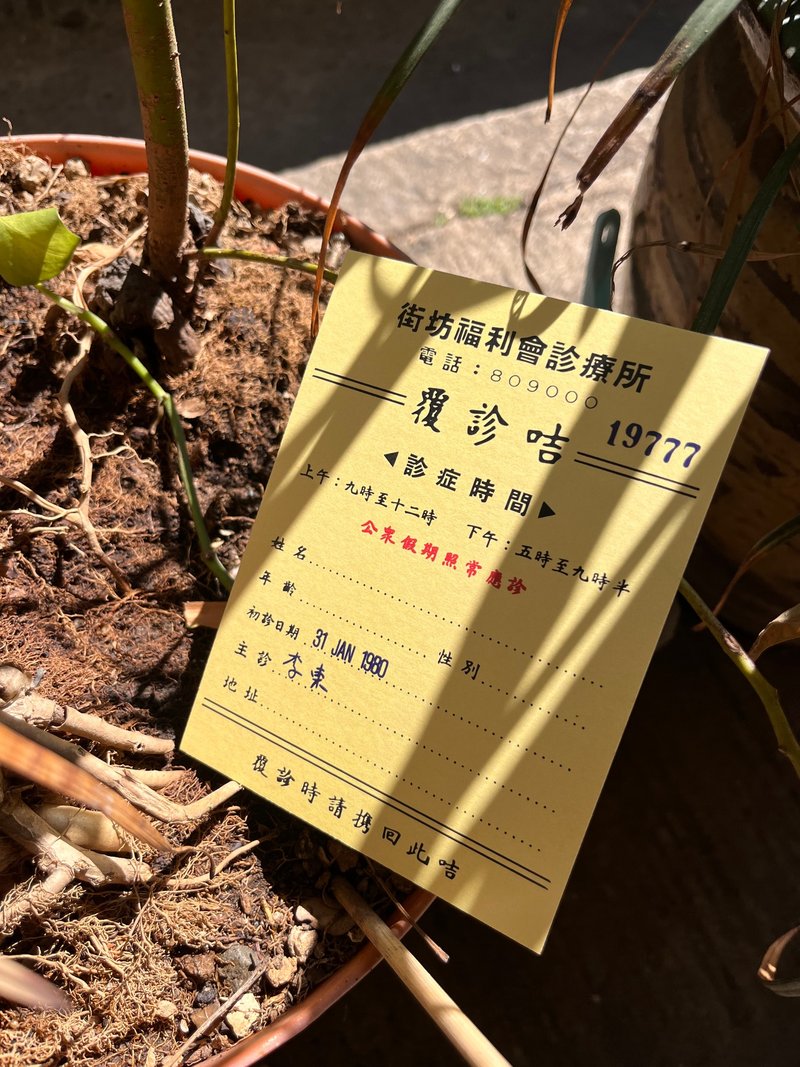 街坊福利會診療所
電話：809000
覆診咭 19777
◀診症時間▶
上午：九時至十二時 下午：五時至九時半
公衆假期照常應診
姓名
年齡 性別
初診日期 31 JAN 1980
主診 李東
地址
覆診時請携回此咭